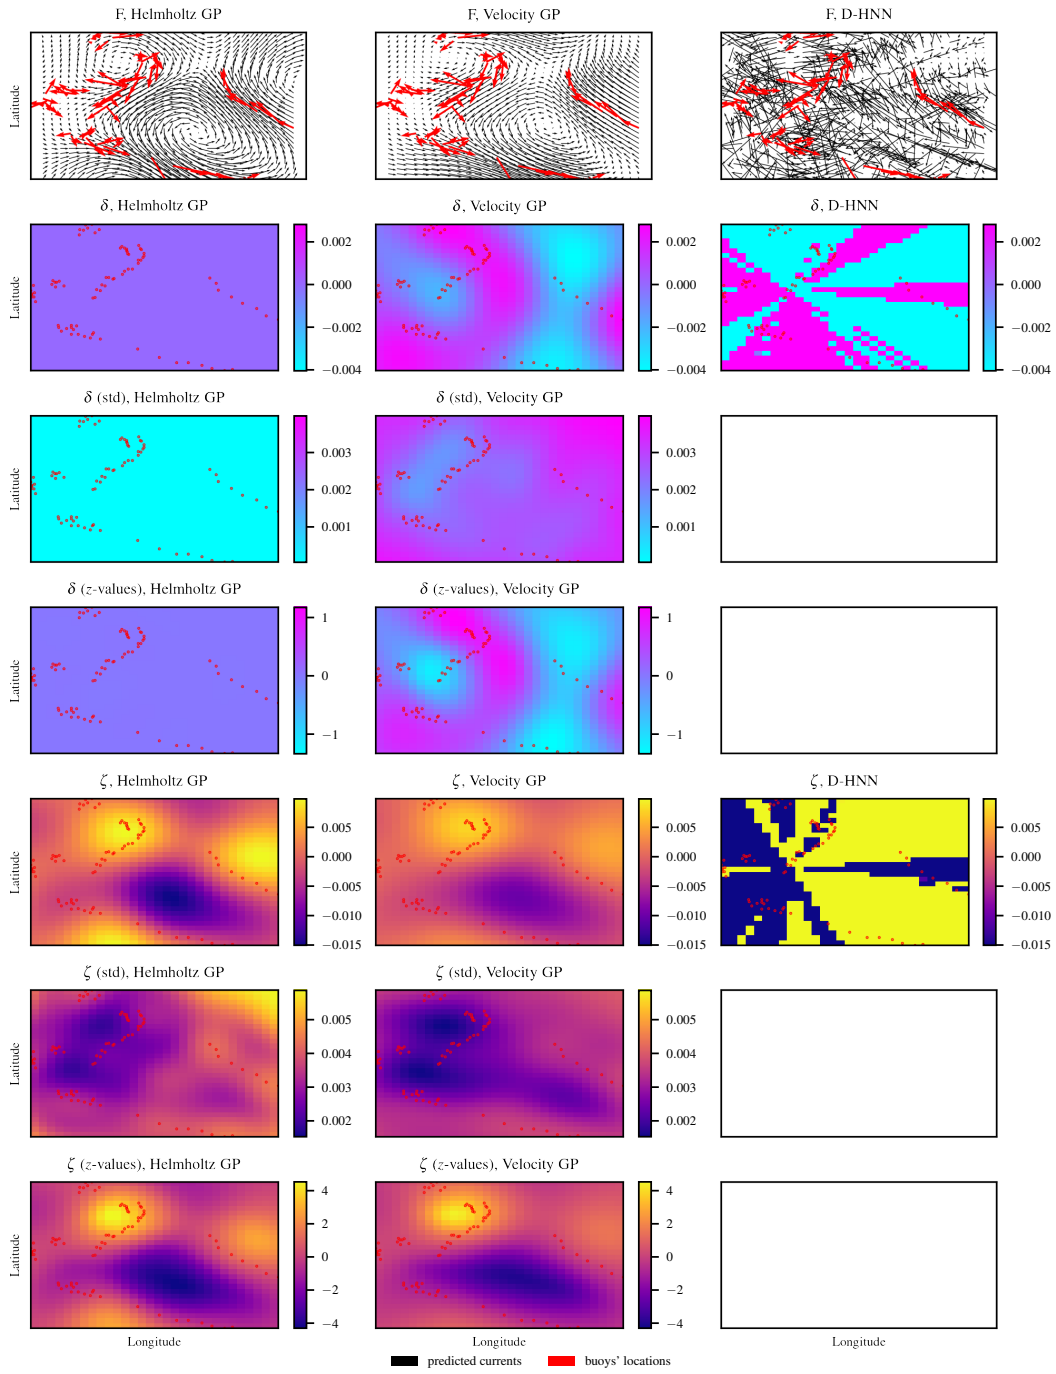 F, Helmholtz GP
F, Velocity GP
F, D-HNN
Latitude
δ, Helmholtz GP
δ, Velocity GP
δ, D-HNN
Latitude
0.002
0.000
−0.002
−0.004
0.002
0.000
−0.002
−0.004
0.002
0.000
−0.002
−0.004
δ (std), Helmholtz GP
δ (std), Velocity GP
Latitude
0.003
0.002
0.001
0.003
0.002
0.001
δ (z-values), Helmholtz GP
δ (z-values), Velocity GP
Latitude
1
0
−1
1
0
−1
ζ, Helmholtz GP
ζ, Velocity GP
ζ, D-HNN
Latitude
0.005
0.000
−0.005
−0.010
−0.015
0.005
0.000
−0.005
−0.010
−0.015
0.005
0.000
−0.005
−0.010
−0.015
ζ (std), Helmholtz GP
ζ (std), Velocity GP
Latitude
0.005
0.004
0.003
0.002
0.005
0.004
0.003
0.002
ζ (z-values), Helmholtz GP
ζ (z-values), Velocity GP
Latitude
4
2
0
−2
−4
4
2
0
−2
−4
Longitude
Longitude
Longitude
predicted currents
buoys' locations